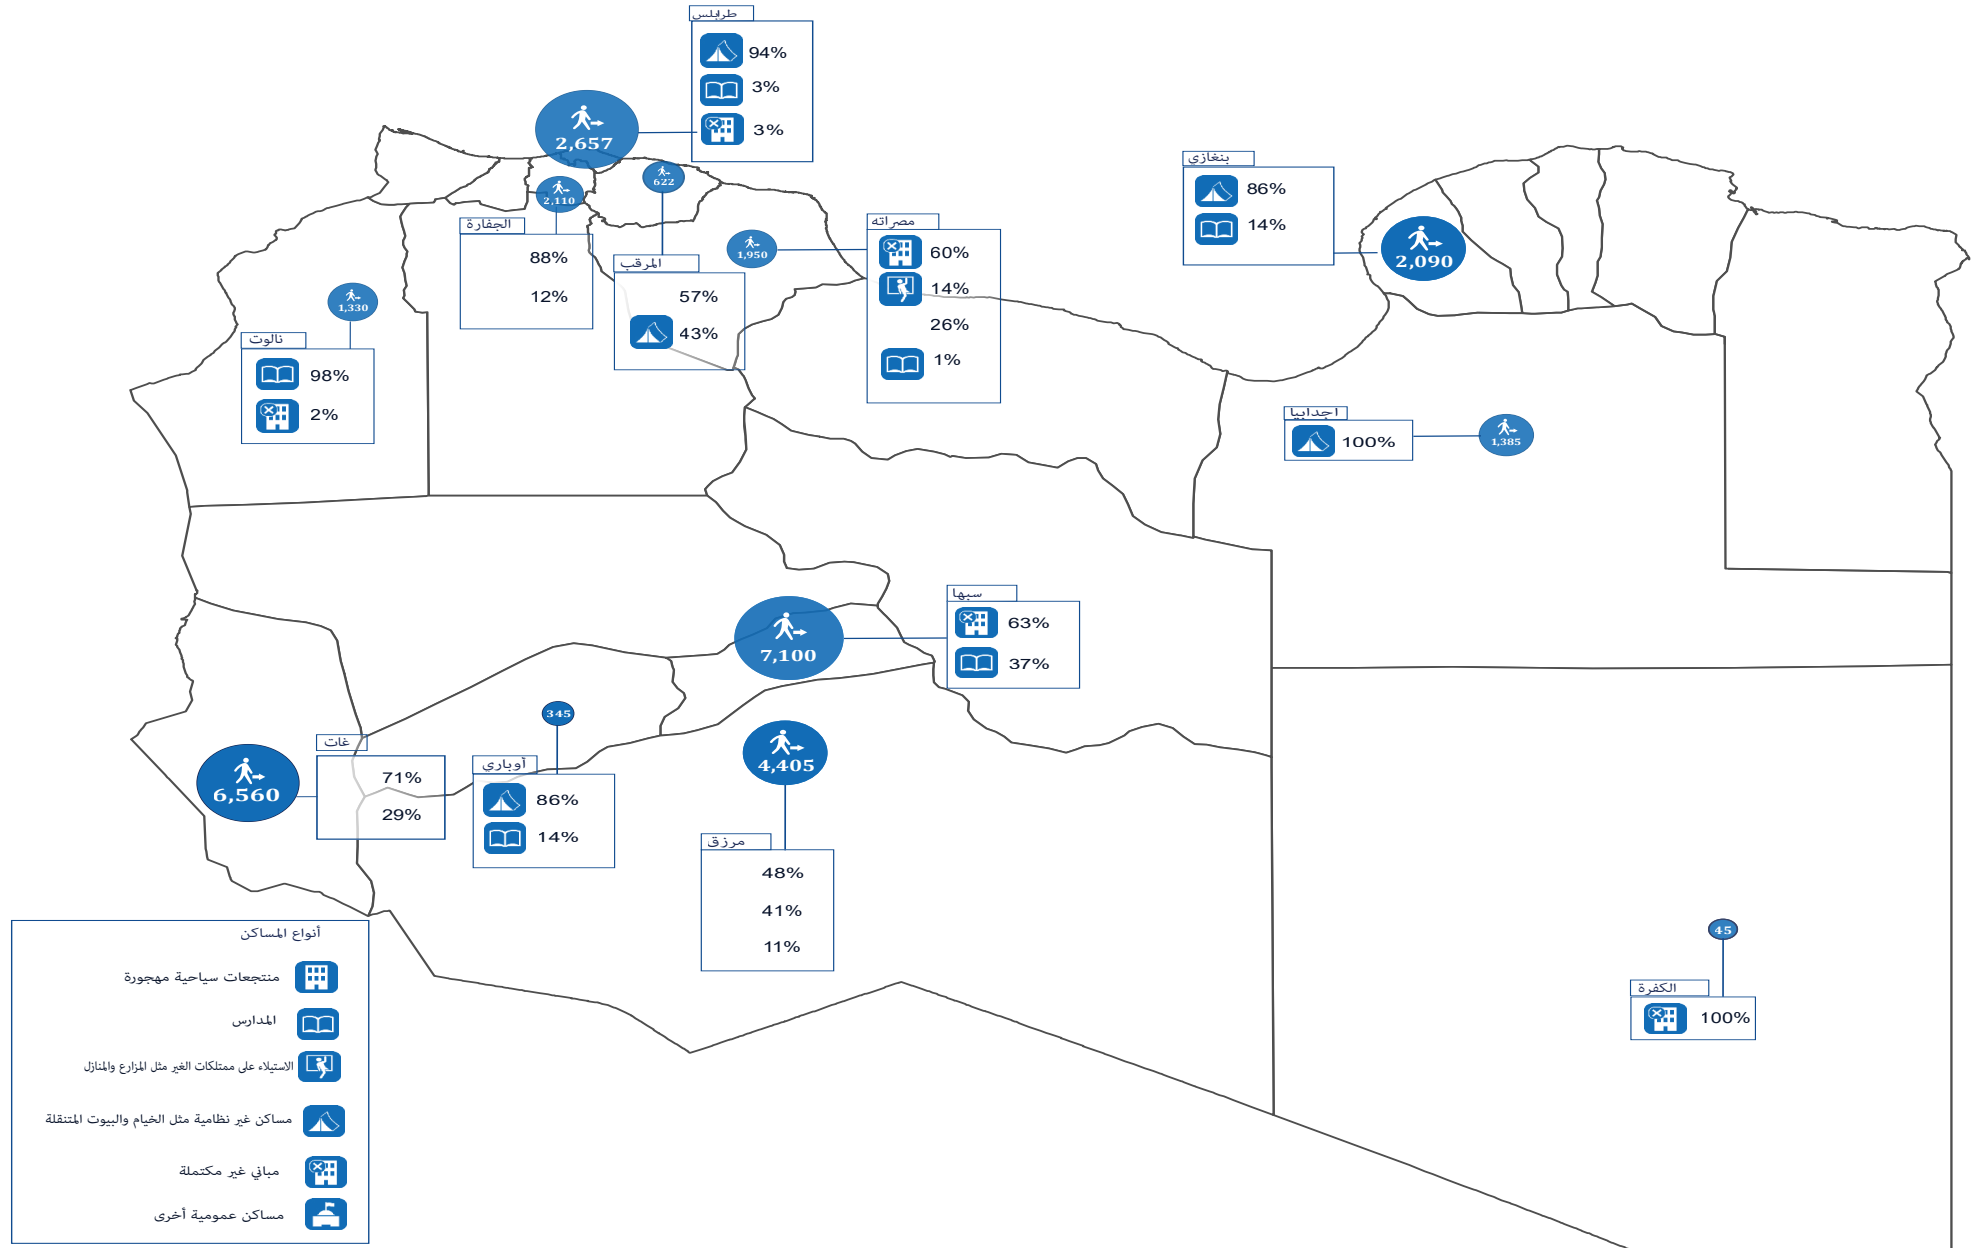 طرابلس
94%
3%
3%
2,657
622
2,110
الجفارة
88%
12%
المرقب
57%
43%
1,950
مصراته
60%
14%
26%
1%
بنغازي
86%
14%
2,090
1,330
نالوت
98%
2%
اجدابيا
100%
1,385
7,100
سبها
63%
37%
6,560
غات
71%
29%
345
أوباري
86%
14%
4,405
مرزق
48%
41%
11%
45
الكفرة
100%
أنواع المساكن
منتجعات سياحية مهجورة
المدارس
الاستيلاء على ممتلكات الغير مثل المزارع والمنازل
مساكن غير نظامية مثل الخيام والبيوت المتنقلة
مباني غير مكتملة
مساكن عمومية أخرى